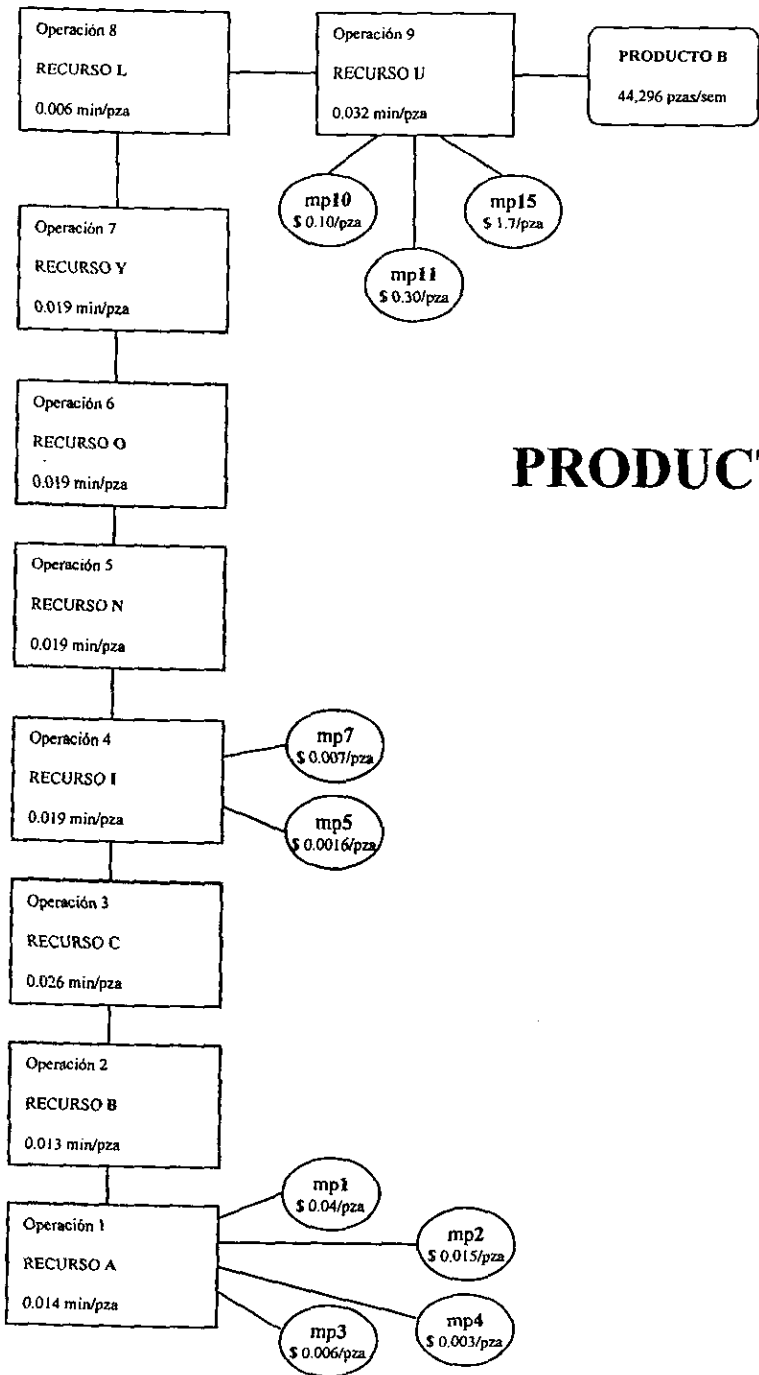 Operación 8
RECURSO L
0.006 min/pza
Operación 9
RECURSO U
0.032 min/pza
PRODUCTO B
44,296 pzas/sem
mp10
$ 0.10/pza
mp15
$ 1.7/pza
mp11
$ 0.30/pza
Operación 7
RECURSO Y
0.019 min/pza
Operación 6
RECURSO O
0.019 min/pza
PRODUC
Operación 5
RECURSO N
0.019 min/pza
Operación 4
RECURSO I
0.019 min/pza
mp7
$ 0.007/pza
mp5
$ 0.0016/pza
Operación 3
RECURSO C
0.026 min/pza
Operación 2
RECURSO B
0.013 min/pza
Operación 1
RECURSO A
0.014 min/pza
mp1
$ 0.04/pza
mp2
$ 0.015/pza
mp4
$ 0.003/pza
mp3
$ 0.006/pza